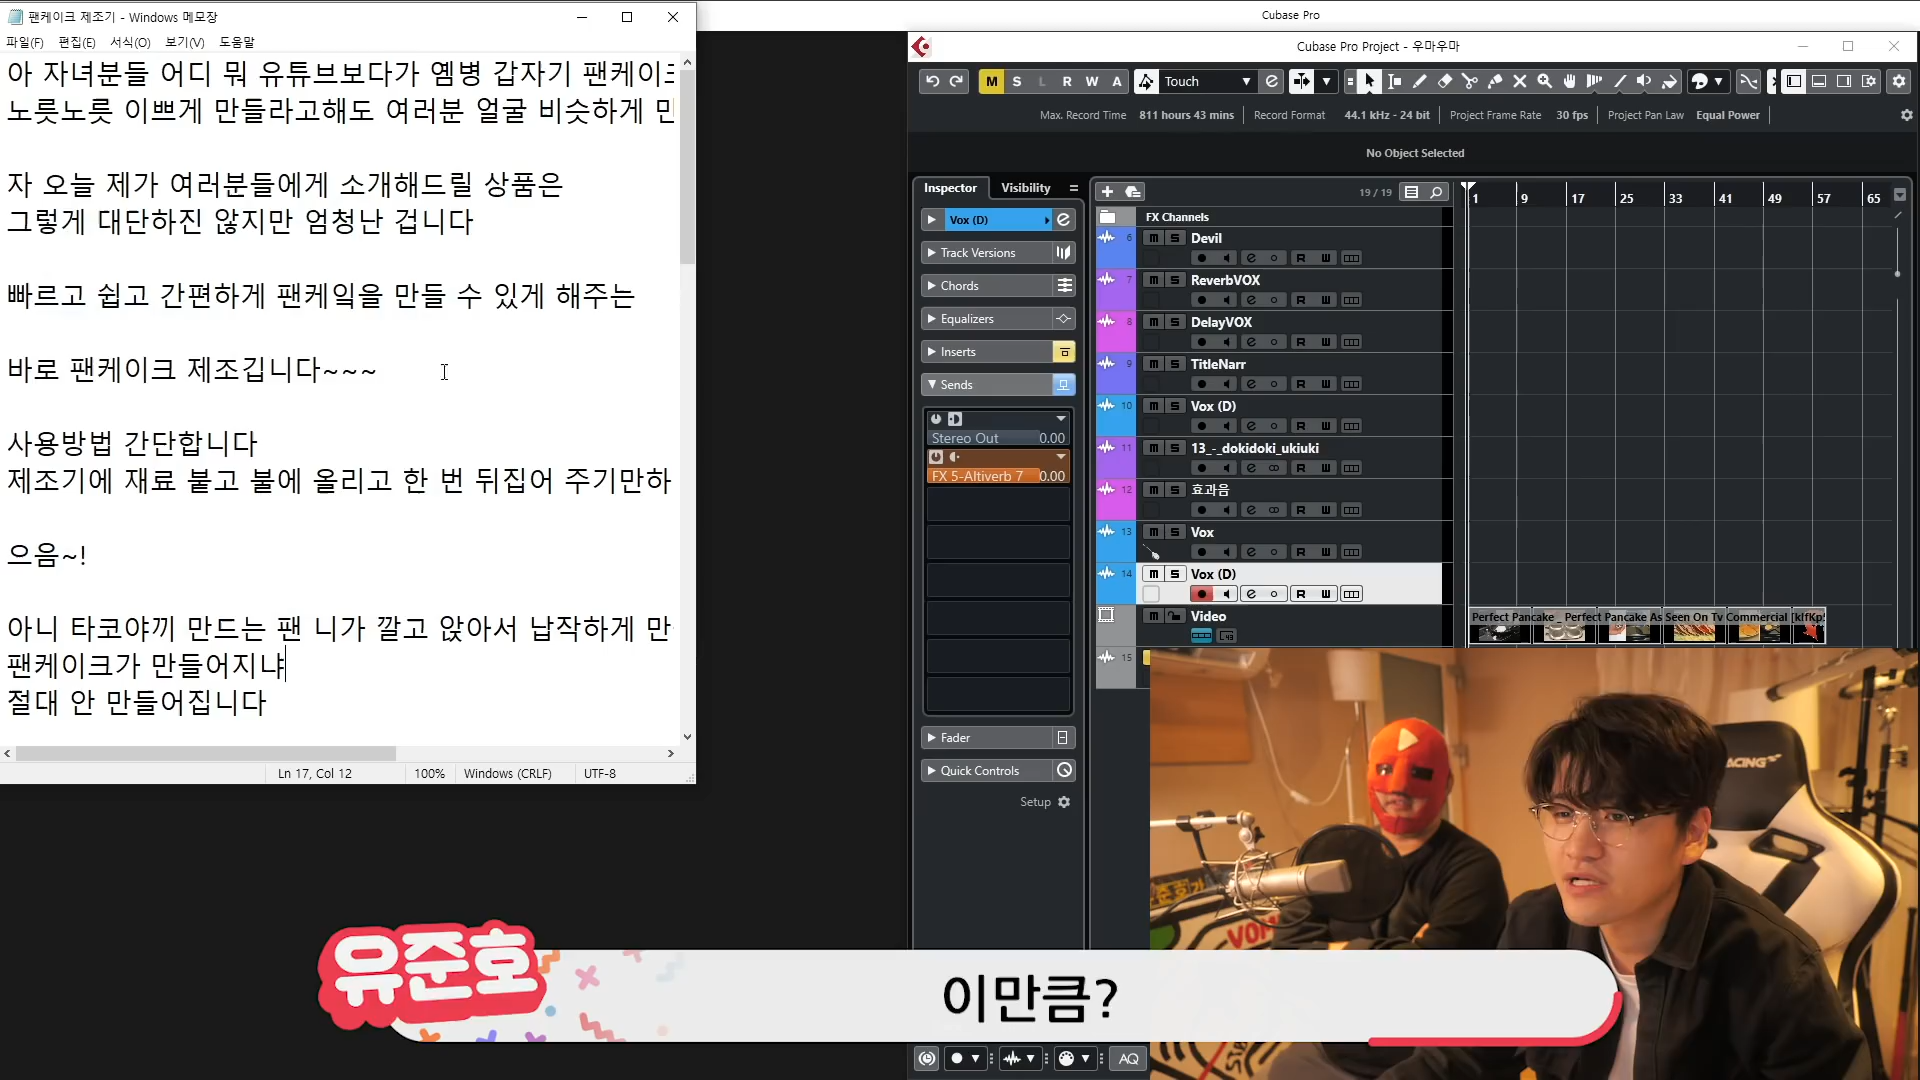 팬케이크 제조기 - Windows 메모장
파일(F) 편집(E) 서식(O) 보기(V) 도움말
아 자녀분들 어디 뭐 유튜브보다가 옘병 갑자기 팬케이크
노릇노릇 이쁘게 만들라고해도 여러분 얼굴 비슷하게 만
자 오늘 제가 여러분들에게 소개해드릴 상품은
그렇게 대단하진 않지만 엄청난 겁니다
빠르고 쉽고 간편하게 팬케잌을 만들 수 있게 해주는
바로 팬케이크 제조깁니다~~~
사용방법 간단합니다
제조기에 재료 붙고 불에 올리고 한 번 뒤집어 주기만하
으음~!
아니 타코야끼 만드는 팬 니가 깔고 앉아서 납작하게 만
팬케이크가 만들어지냐
절대 안 만들어집니다
Ln 17, Col 12 100% Windows (CRLF) UTF-8
Cubase Pro
Cubase Pro Project - 우마우마
M S L R W A Touch
Max. Record Time 811 hours 43 mins Record Format 44.1 kHz - 24 bit Project Frame Rate 30 fps Project Pan Law Equal Power
No Object Selected
Inspector Visibility
Vox (D)
Track Versions
Chords
Equalizers
Inserts
Sends
Stereo Out 0.00
FX 5-Altiverb 7 0.00
Fader
Quick Controls
Setup
19 / 19
1 9 17 25 33 41 49 57 65
FX Channels
6 m S Devil
R W
7 m S ReverbVOX
R W
8 m S DelayVOX
R W
9 m S TitleNarr
R W
10 m S Vox (D)
R W
11 m S 13_-_dokidoki_ukiuki
R W
12 m S 효과음
R W
13 m S Vox
R W
14 m S Vox (D)
R W
m Video
15
Perfect Pancake _ Perfect Pancake As Seen On Tv Commercial [kIfKp
AQ
ACING
VOM
유준호
이만큼?